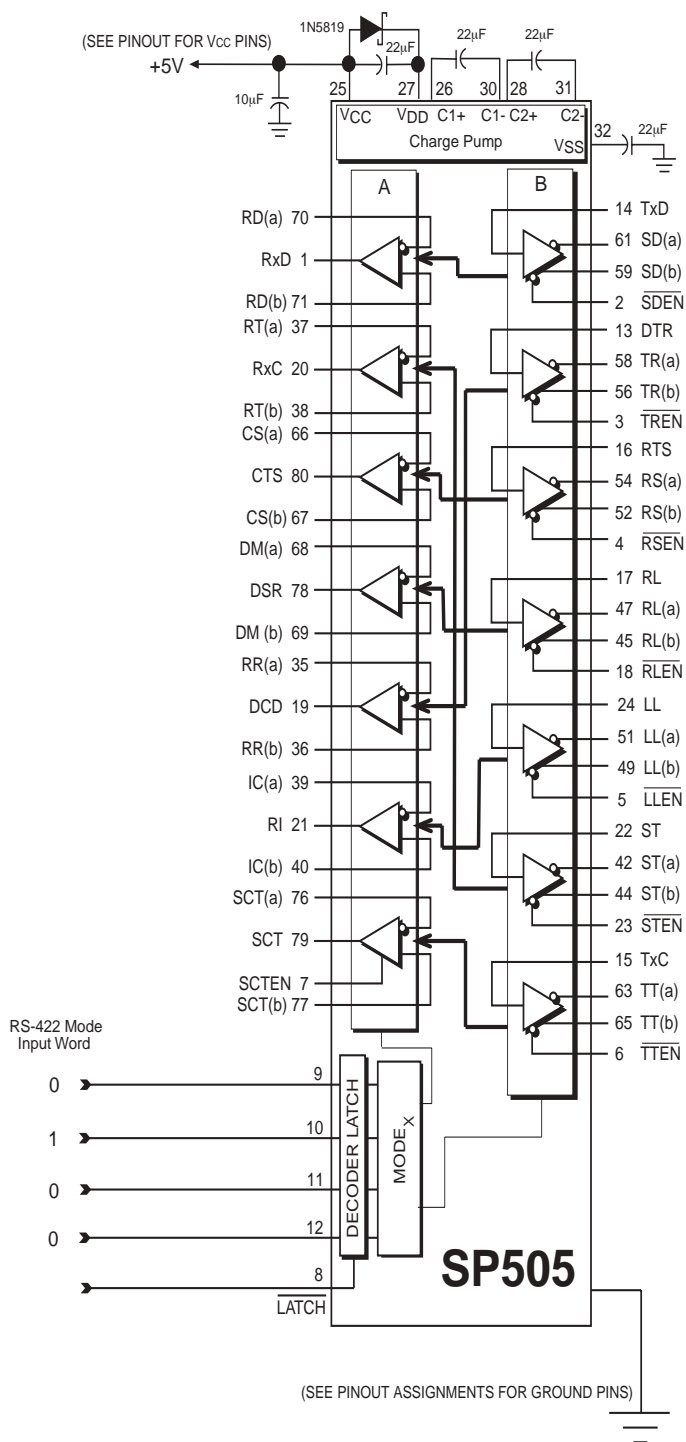 1N5819
(SEE PINOUT FOR VCC PINS)
22µF
22µF
22µF
+5V
10µF
25
27
26
30
28
31
VCC
VDD
C1+
C1-
C2+
C2-
Charge Pump
VSS
32
22µF
A
B
RD(a) 70
RxD 1
RD(b) 71
RT(a) 37
RxC 20
RT(b) 38
CS(a) 66
CTS 80
CS(b) 67
DM(a) 68
DSR 78
DM (b) 69
RR(a) 35
DCD 19
RR(b) 36
IC(a) 39
RI 21
IC(b) 40
SCT(a) 76
SCT 79
SCTEN 7
SCT(b) 77
14 TxD
61 SD(a)
59 SD(b)
2 SDEN
13 DTR
58 TR(a)
56 TR(b)
3 TREN
16 RTS
54 RS(a)
52 RS(b)
4 RSEN
17 RL
47 RL(a)
45 RL(b)
18 RLEN
24 LL
51 LL(a)
49 LL(b)
5 LLEN
22 ST
42 ST(a)
44 ST(b)
23 STEN
15 TxC
63 TT(a)
65 TT(b)
6 TTEN
RS-422 Mode
Input Word
0
9
1
10
0
11
0
12
8
LATCH
DECODER LATCH
MODEX
SP505
(SEE PINOUT ASSIGNMENTS FOR GROUND PINS)